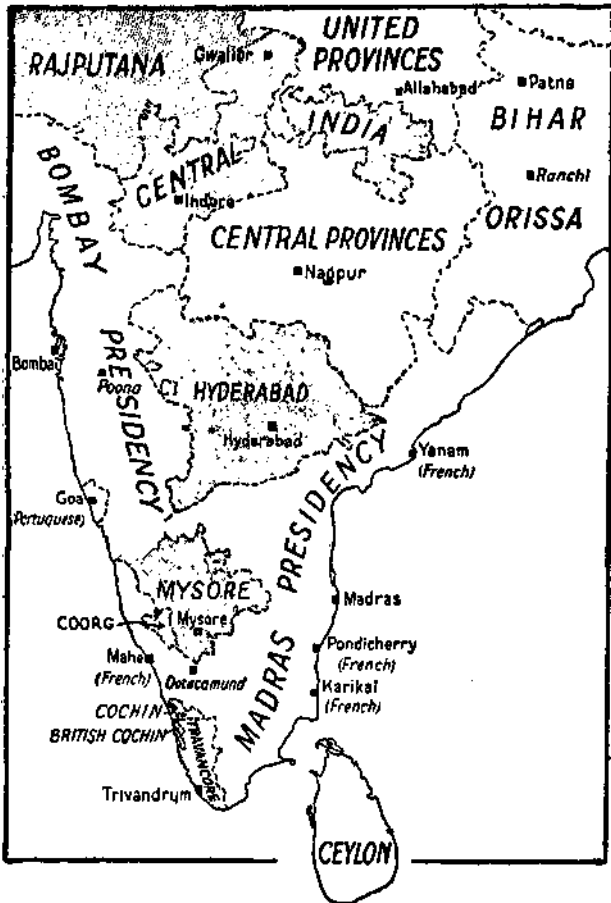 UNITED
PROVINCES
RAJPUTANA
Gwalior
Allahabad
Patna
BIHAR
INDIA
CENTRAL
Indore
Ranchi
ORISSA
BOMBAY
CENTRAL PROVINCES
Nagpur
PRESIDENCY
Bombay
Poona
HYDERABAD
Hyderabad
Yanam
(French)
Goa
(Portuguese)
MADRAS PRESIDENCY
MYSORE
Madras
COORG
Mysore
Mahe
(French)
Pondicherry
(French)
Ootacamund
Karikal
(French)
COCHIN
BRITISH COCHIN
TRAVANCORE
Trivandrum
CEYLON